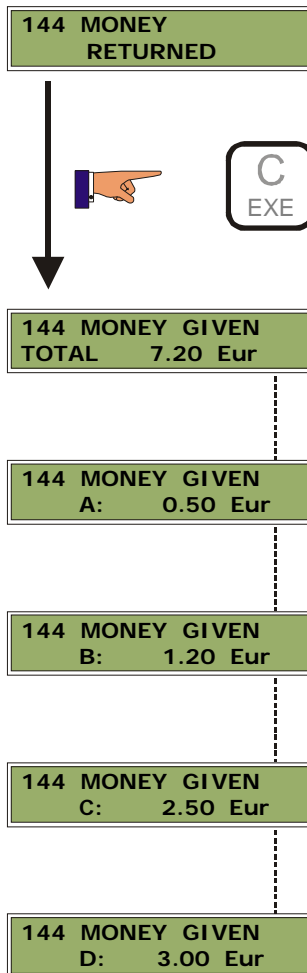 144 MONEY
RETURNED
C
EXE
144 MONEY GIVEN
TOTAL 7.20 Eur
144 MONEY GIVEN
A: 0.50 Eur
144 MONEY GIVEN
B: 1.20 Eur
144 MONEY GIVEN
C: 2.50 Eur
144 MONEY GIVEN
D: 3.00 Eur